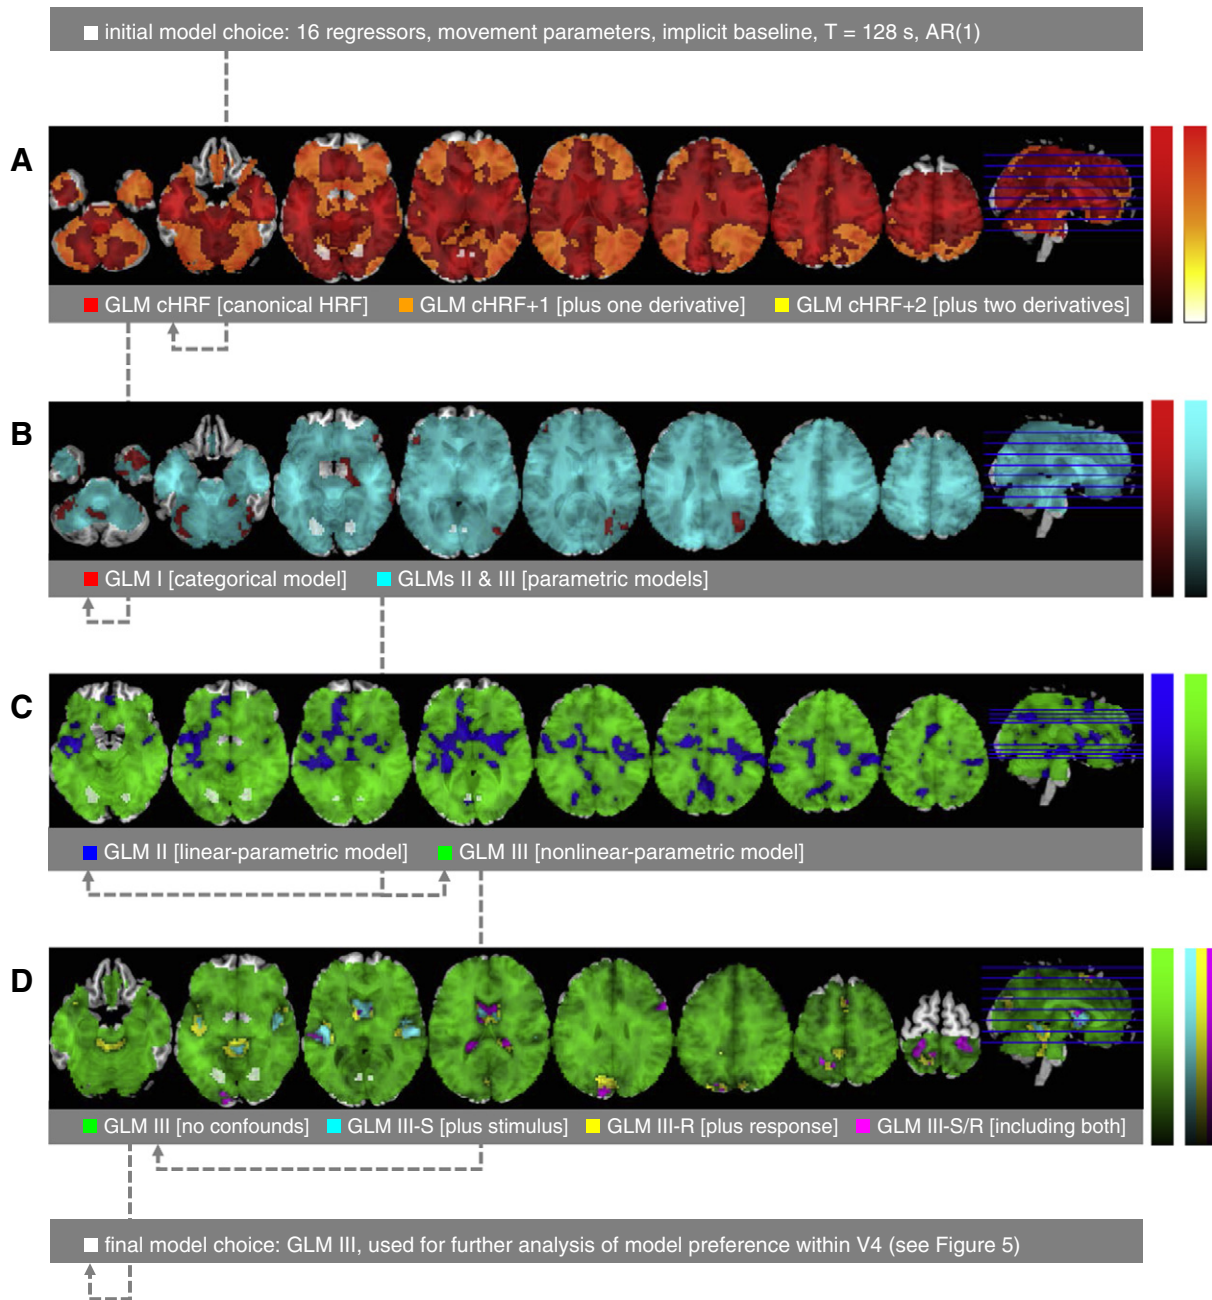 initial model choice: 16 regressors, movement parameters, implicit baseline, T = 128 s, AR(1)
A
GLM cHRF [canonical HRF] GLM cHRF+1 [plus one derivative] GLM cHRF+2 [plus two derivatives]
B
GLM I [categorical model] GLMs II & III [parametric models]
C
GLM II [linear-parametric model] GLM III [nonlinear-parametric model]
D
GLM III [no confounds] GLM III-S [plus stimulus] GLM III-R [plus response] GLM III-S/R [including both]
final model choice: GLM III, used for further analysis of model preference within V4 (see Figure 5)